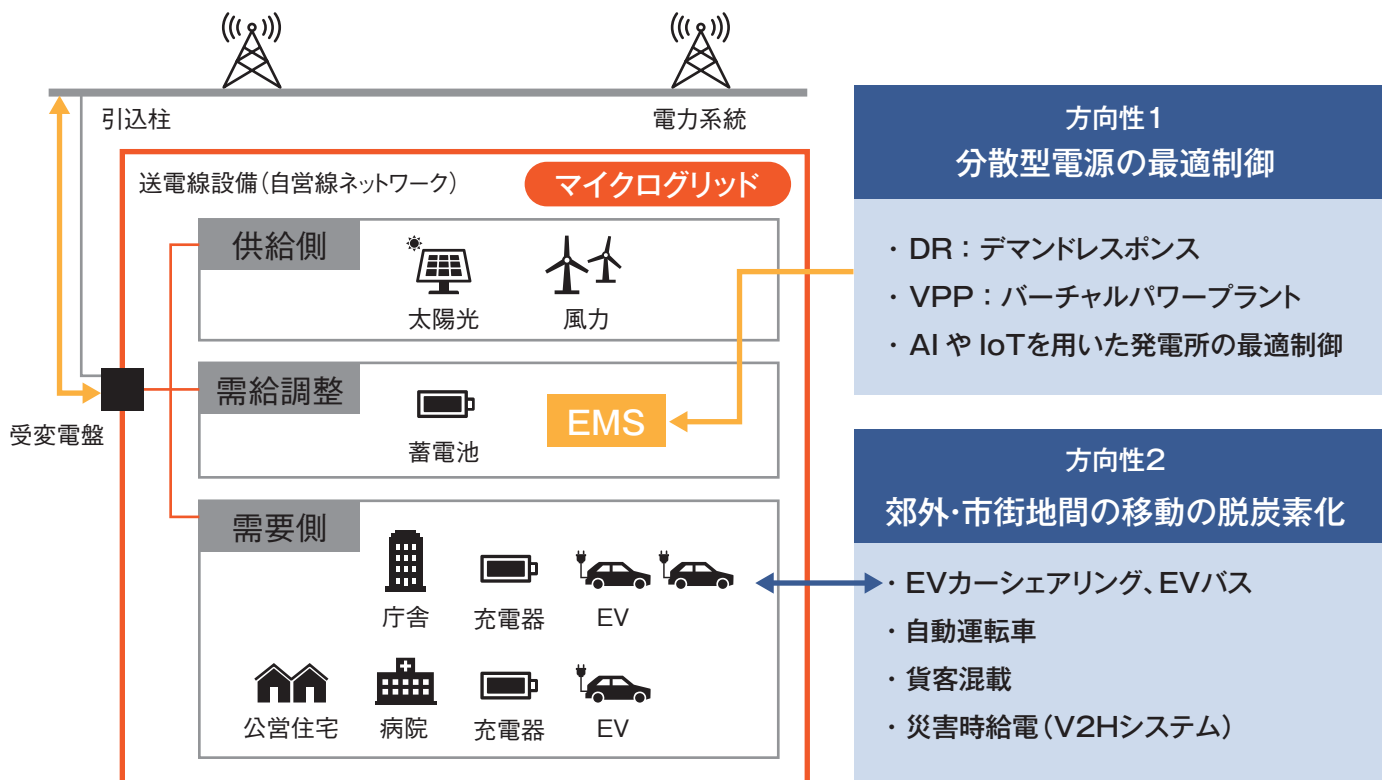 引込柱
電力系統
送電線設備(自営線ネットワーク)
マイクログリッド
供給側
太陽光
風力
需給調整
蓄電池
EMS
受変電盤
需要側
庁舎
充電器
EV
公営住宅
病院
充電器
EV
方向性1
分散型電源の最適制御
・DR：デマンドレスポンス
・VPP：バーチャルパワープラント
・AI や IoTを用いた発電所の最適制御
方向性2
郊外・市街地間の移動の脱炭素化
・EVカーシェアリング、EVバス
・自動運転車
・貨客混載
・災害時給電(V2Hシステム)